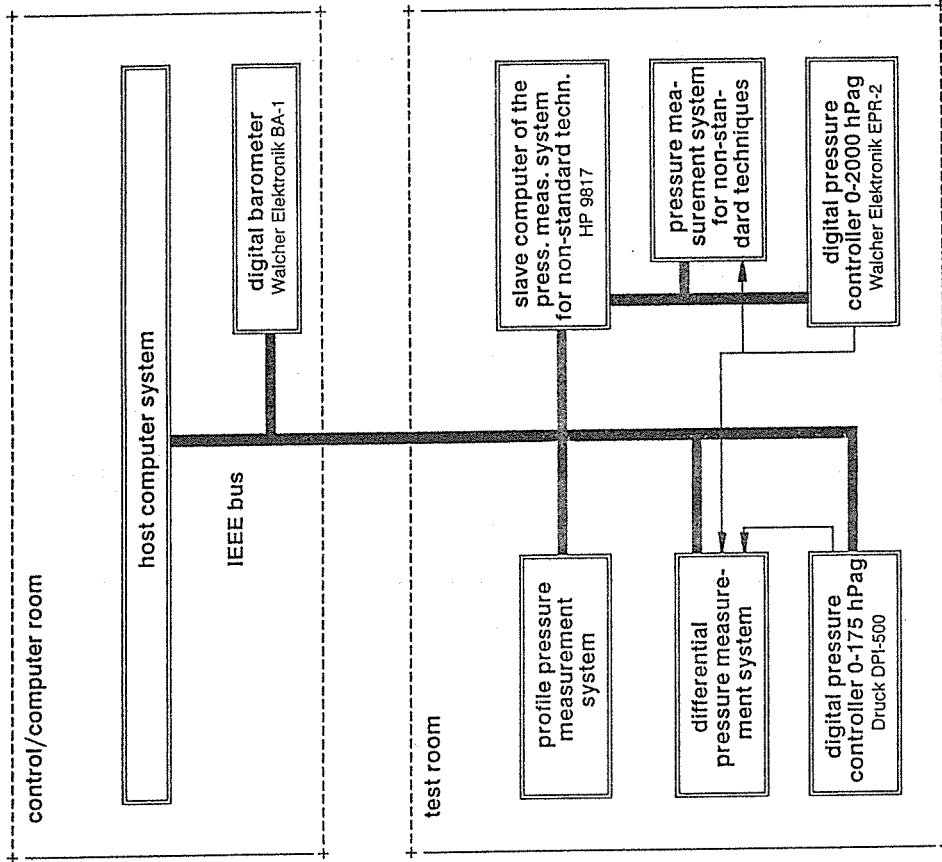 control/computer room
host computer system
IEEE bus
digital barometer
Walcher Elektronik BA-1
test room
profile pressure
measurement
system
differential
pressure measure-
ment system
digital pressure
controller 0-175 hPag
Druck DPI-500
slave computer of the
press. meas. system
for non-standard techn.
HP 9817
pressure mea-
surement system
for non-stan-
dard techniques
digital pressure
controller 0-2000 hPag
Walcher Elektronik EPR-2